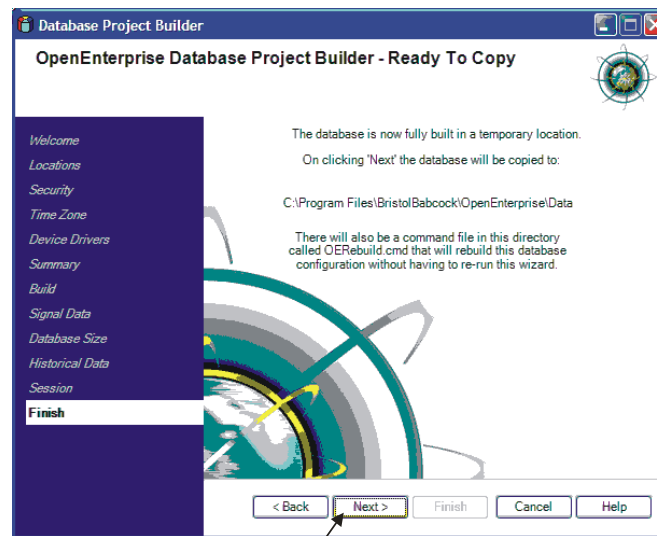 Database Project Builder
OpenEnterprise Database Project Builder - Ready To Copy
Welcome
Locations
Security
Time Zone
Device Drivers
Summary
Build
Signal Data
Database Size
Historical Data
Session
Finish
The database is now fully built in a temporary location.
On clicking 'Next' the database will be copied to:
C:\Program Files\BristolBabcock\OpenEnterprise\Data
There will also be a command file in this directory
called OERebuild.cmd that will rebuild this database
configuration without having to re-run this wizard.
< Back
Next >
Finish
Cancel
Help